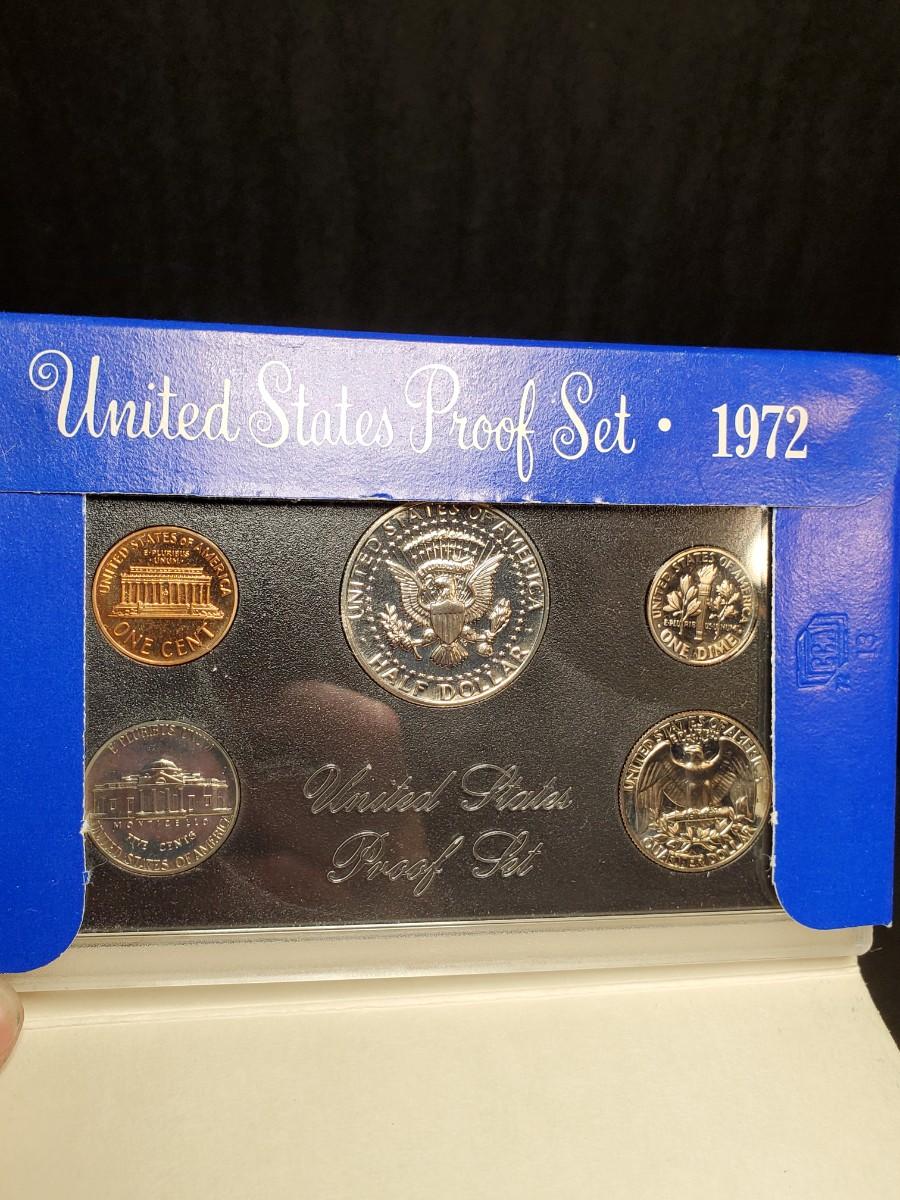 United States Proof Set • 1972
UNITED STATES OF AMERICA
E·PLURIBUS
UNUM
ONE CENT
UNITED STATES OF AMERICA
HALF DOLLAR
UNITED STATES OF AMERICA
ONE DIME
E PLURIBUS
MONTICELLO
FIVE CENTS
UNITED STATES OF AMERICA
UNITED STATES OF AMERICA
QUARTER DOLLAR
United States
Proof Set
13